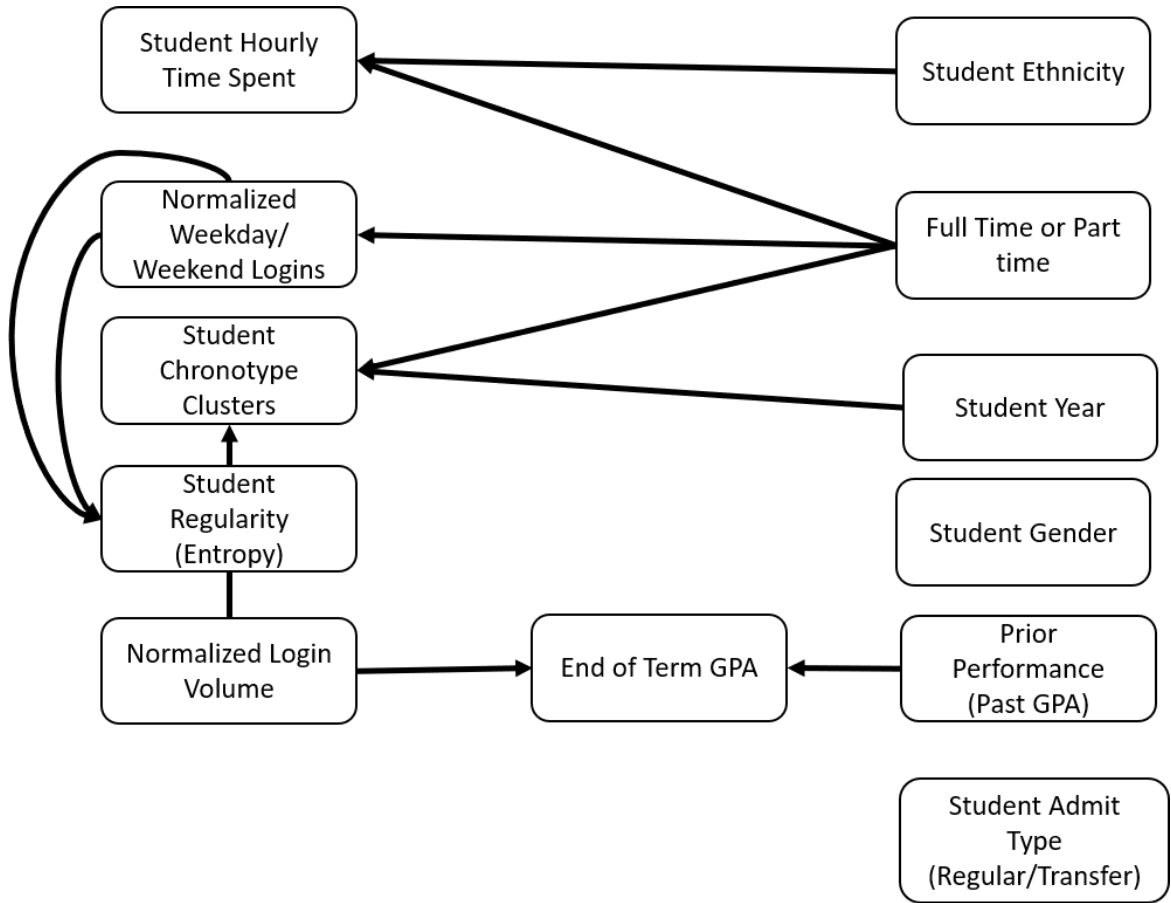 Student Hourly
Time Spent
Student Ethnicity
Normalized
Weekday/
Weekend Logins
Full Time or Part
time
Student
Chronotype
Clusters
Student Year
Student
Regularity
(Entropy)
Student Gender
Normalized Login
Volume
End of Term GPA
Prior
Performance
(Past GPA)
Student Admit
Type
(Regular/Transfer)